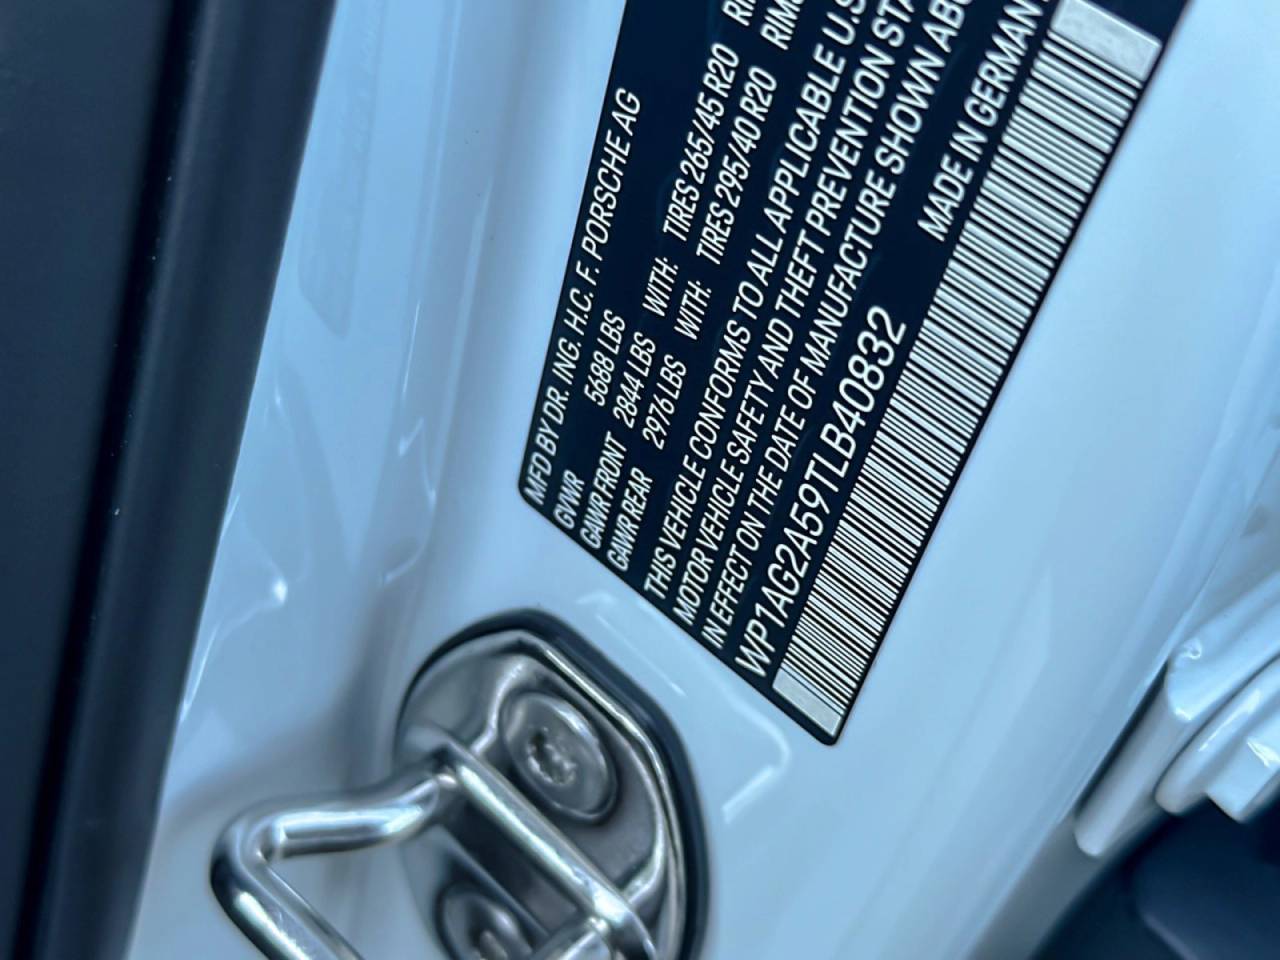 MFD BY DR. ING. H.C. F. PORSCHE AG
GVWR 5688 LBS
GAWR FRONT 2844 LBS WITH: TIRES 265/45 R20
GAWR REAR 2976 LBS WITH: TIRES 295/40 R20
THIS VEHICLE CONFORMS TO ALL APPLICABLE U.S
MOTOR VEHICLE SAFETY AND THEFT PREVENTION
IN EFFECT ON THE DATE OF MANUFACTURE SHOWN
MADE IN GERMANY
WP1AG2A59TLB40832